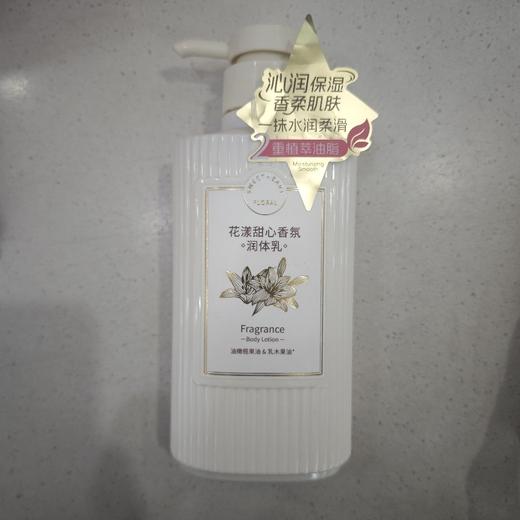 沁润保湿
香柔肌肤
一抹水润柔滑
2重植萃油脂
Moisturizing
Smooth
SWEETHEART
FLORAL
花漾甜心香氛
润体乳
Fragrance
Body Lotion
油橄榄果油&乳木果油*